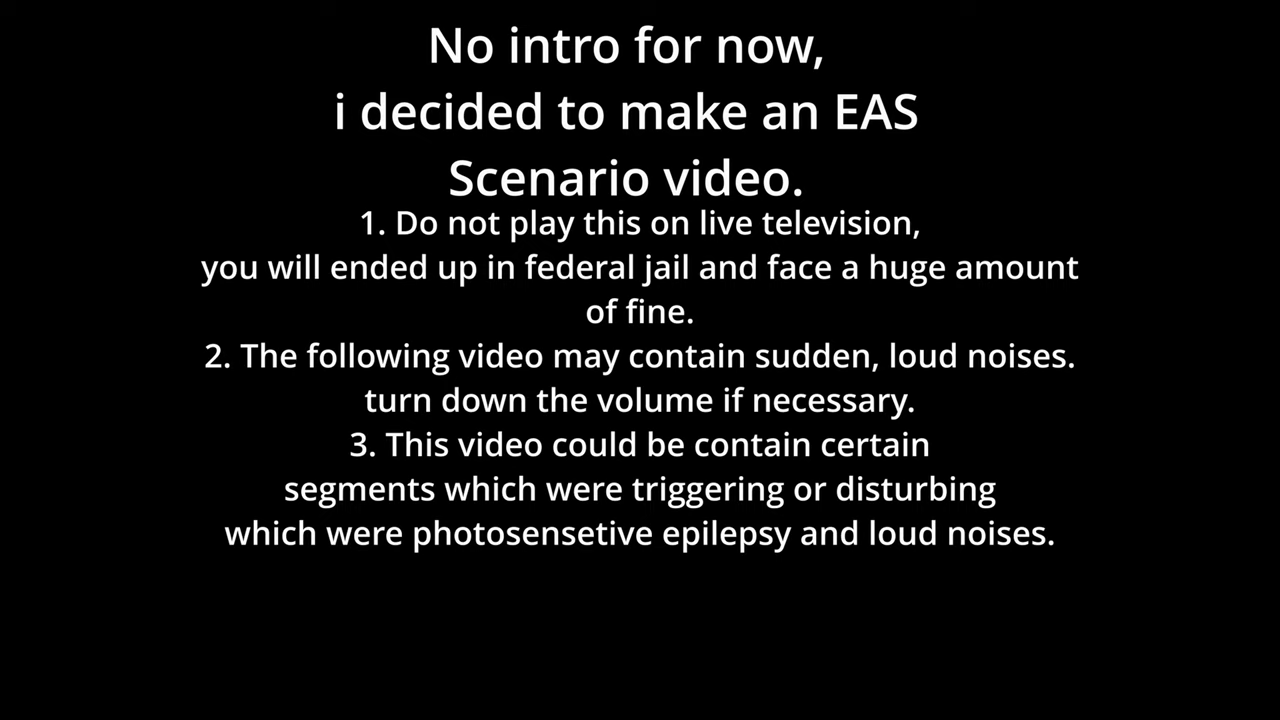 No intro for now,
i decided to make an EAS
Scenario video.
1. Do not play this on live television,
you will ended up in federal jail and face a huge amount
of fine.
2. The following video may contain sudden, loud noises.
turn down the volume if necessary.
3. This video could be contain certain
segments which were triggering or disturbing
which were photosensetive epilepsy and loud noises.